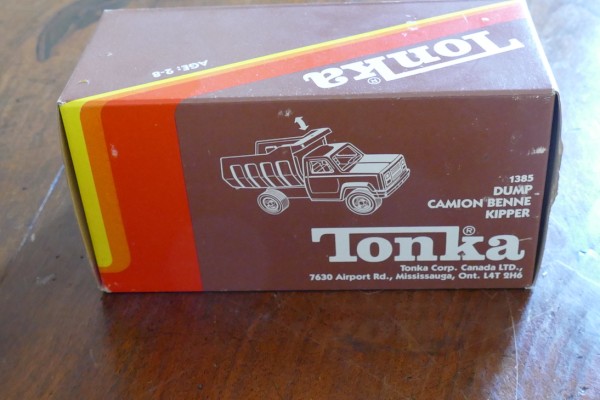 Tonka®
AGE: 2-8
1385
DUMP
CAMION BENNE
KIPPER
Tonka®
Tonka Corp. Canada LTD.,
7630 Airport Rd., Mississauga, Ont. L4T 2H6